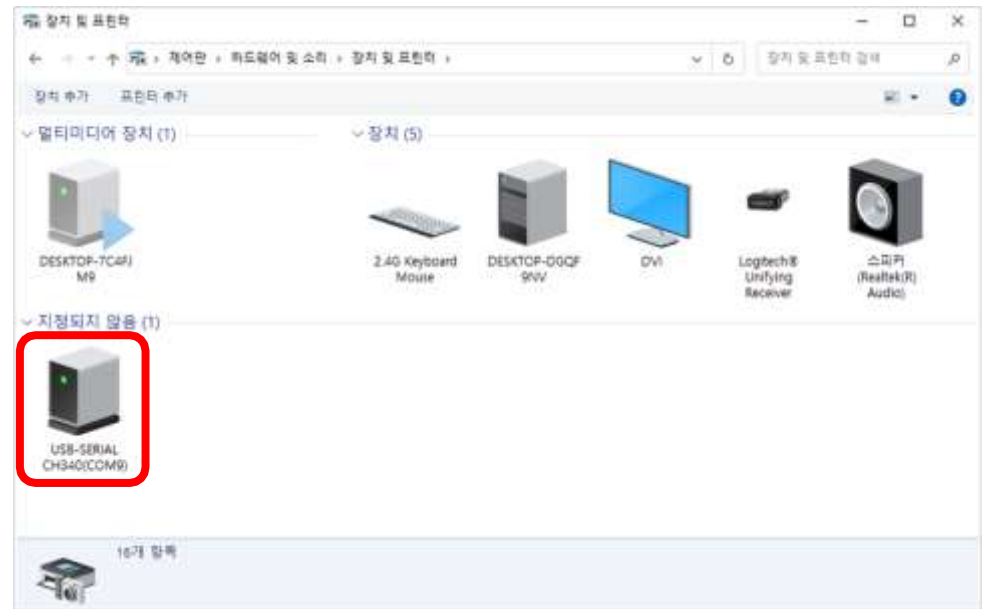 장치 및 프린터
제어판 › 하드웨어 및 소리 › 장치 및 프린터 ›
장치 및 프린터 검색
장치 추가 프린터 추가
멀티미디어 장치 (1)
장치 (5)
DESKTOP-7C4FJ
M9
2.4G Keyboard
Mouse
DESKTOP-DGQF
9NV
DVI
Logitech®
Unifying
Receiver
스피커
(Realtek(R)
Audio)
지정되지 않음 (1)
USB-SERIAL
CH340(COM9)
16개 항목